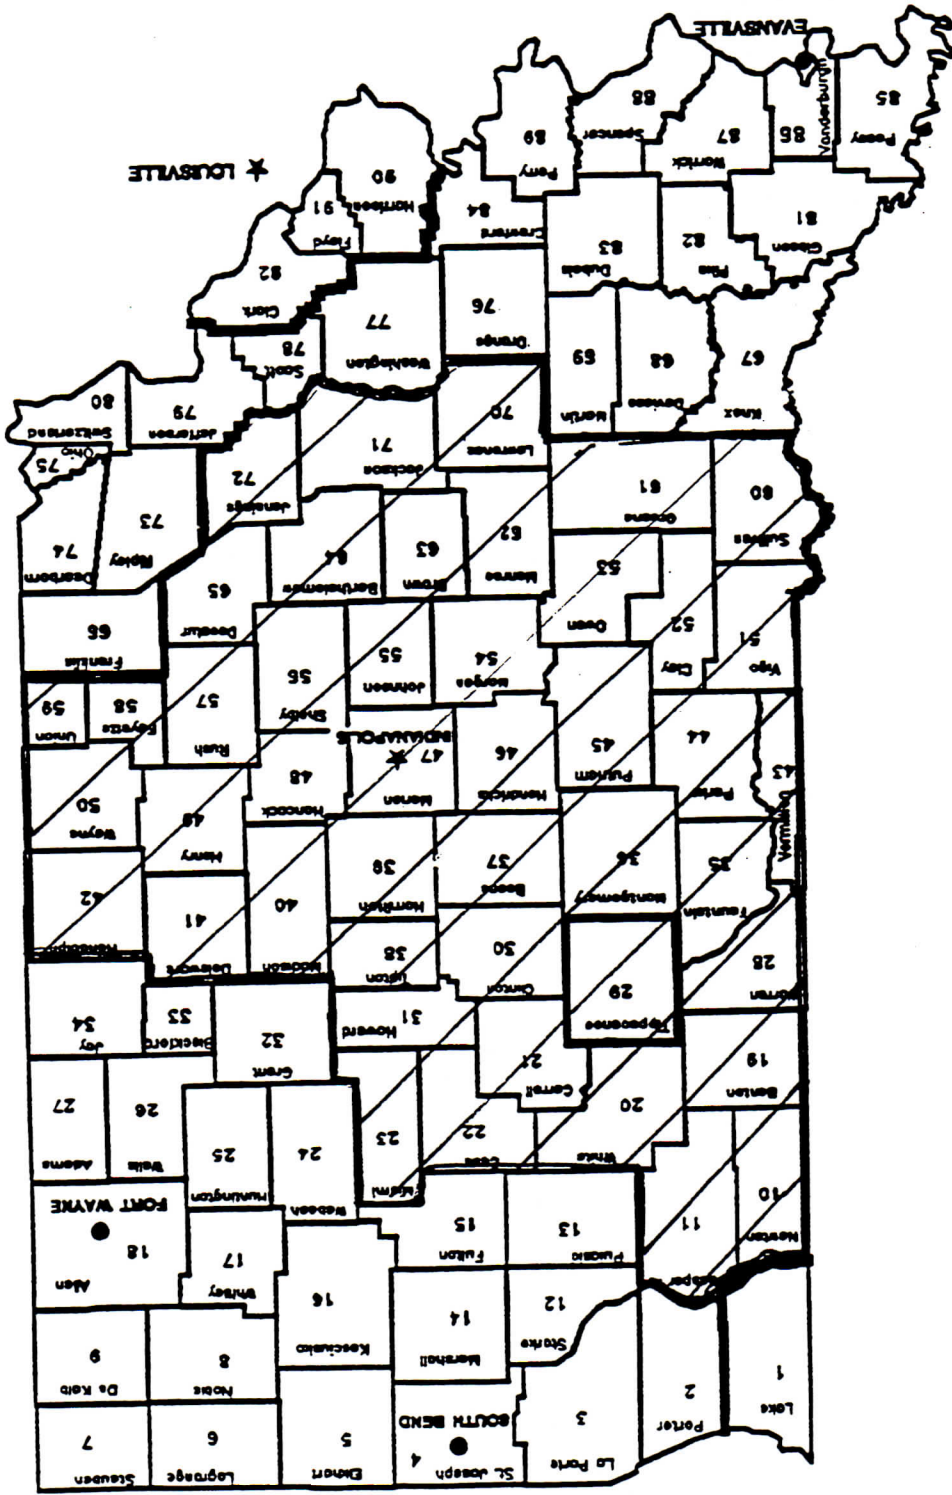 Lake
1
Porter
2
La Porte
3
St. Joseph
4
SOUTH BEND
Elkhart
5
Lagrange
6
Steuben
7
Noble
8
De Kalb
9
Newton
10
Jasper
11
Starke
12
Pulaski
13
Marshall
14
Fulton
15
Kosciusko
16
Whitley
17
Allen
18
FORT WAYNE
Benton
19
White
20
Carroll
21
Cass
22
Miami
23
Wabash
24
Huntington
25
Wells
26
Adams
27
Warren
28
Tippecanoe
29
Clinton
30
Howard
31
Grant
32
Blackford
33
Jay
34
Fountain
35
Montgomery
36
Boone
37
Tipton
38
Hamilton
39
Madison
40
Delaware
41
Randolph
42
Vermillion
43
Parke
44
Putnam
45
Hendricks
46
Marion
47
INDIANAPOLIS
Hancock
48
Henry
49
Wayne
50
Vigo
51
Clay
52
Owen
53
Morgan
54
Johnson
55
Shelby
56
Rush
57
Fayette
58
Union
59
Sullivan
60
Greene
61
Monroe
62
Brown
63
Bartholomew
64
Decatur
65
Franklin
66
Knox
67
Daviess
68
Martin
69
Lawrence
70
Jackson
71
Jennings
72
Ripley
73
Dearborn
74
Ohio
75
Orange
76
Washington
77
Scott
78
Jefferson
79
Switzerland
80
Gibson
81
Pike
82
Dubois
83
Crawford
84
Posey
85
Vanderburgh
86
Warrick
87
Spencer
88
Perry
89
Harrison
90
Floyd
91
Clark
92
LOUISVILLE
EVANSVILLE